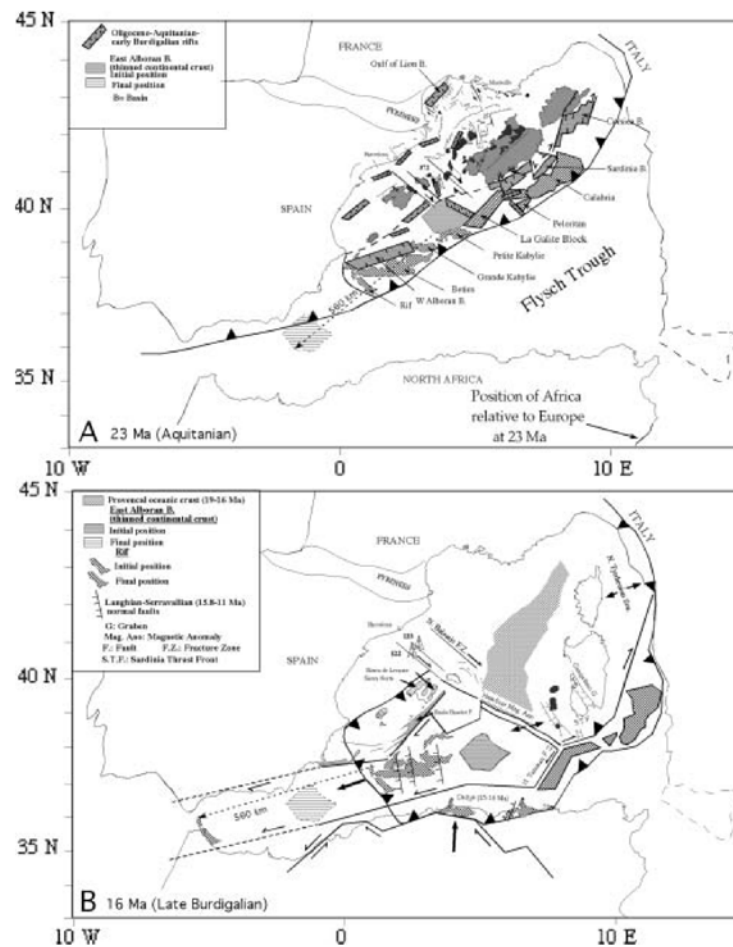 45 N
Oligocene-Aquitanian-
early Burdigalian rifts
East Alboran B.
(thinned continental crust)
Initial position
Final position
B= Basin
FRANCE
Gulf of Lion B.
Marseille
ITALY
PYRENEES
Barcelona
Corsica B.
40 N
Sardinia B.
SPAIN
Calabria
Peloritan
La Galite Block
Petite Kabylie
Grande Kabylie
Betics
W Alboran B.
Rif
Flysch Trough
560 km
35 N
NORTH AFRICA
Position of Africa
relative to Europe
at 23 Ma
A 23 Ma (Aquitanian)
10 W
0
10 E
45 N
Provencal oceanic crust (19-16 Ma)
East Alboran B.
(thinned continental crust)
Initial position
Final position
Rif
Initial position
Final position
Langhian-Serravallian (15.8-11 Ma)
normal faults
G: Graben
Mag. Ano: Magnetic Anomaly
F.: Fault F.Z.: Fracture Zone
S.T.F.: Sardinia Thrust Front
FRANCE
ITALY
PYRENEES
N. Tyrrhenian Sea
Barcelona
N. Balearic F.Z.
40 N
SPAIN
560 km
35 N
B 16 Ma (Late Burdigalian)
10 W
0
10 E